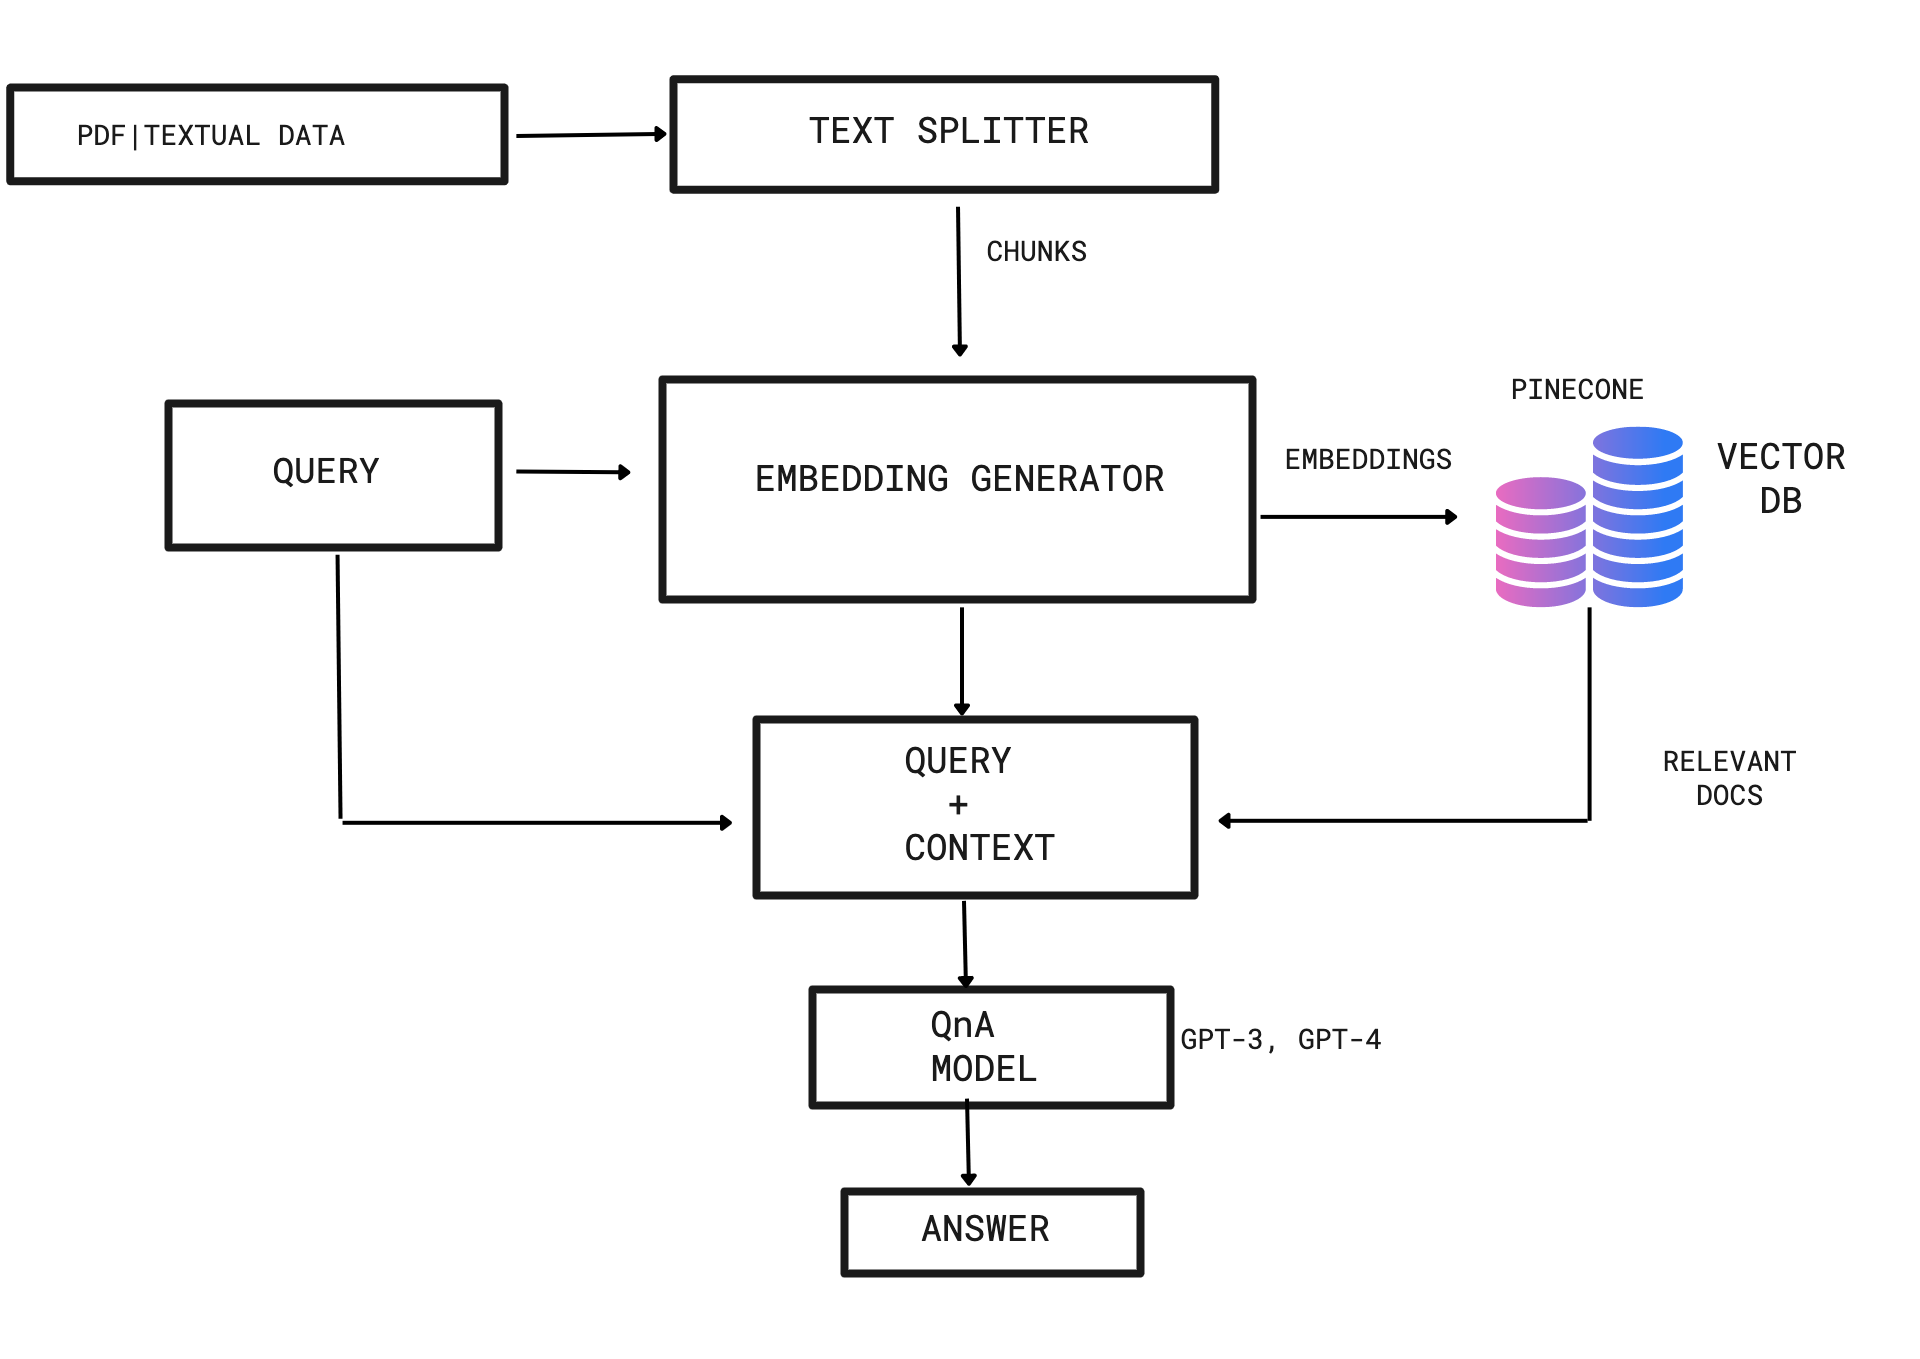 PDF|TEXTUAL DATA
TEXT SPLITTER
CHUNKS
PINECONE
QUERY
EMBEDDING GENERATOR
EMBEDDINGS
VECTOR
DB
QUERY
+
CONTEXT
RELEVANT
DOCS
QnA
MODEL
GPT-3, GPT-4
ANSWER